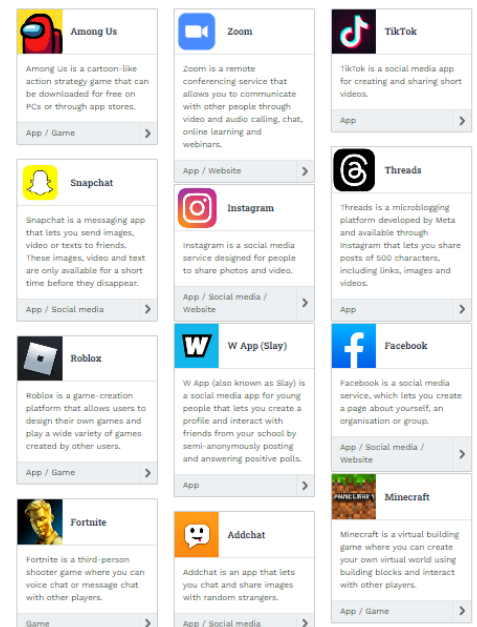 Among Us
Among Us is a cartoon-like
action strategy game that can
be downloaded for free on
PCs or through app stores.
App / Game
Snapchat
Snapchat is a messaging app
that lets you send images,
video or texts to friends.
These images, video and text
are only available for a short
time before they disappear.
App / Social media
Roblox
Roblox is a game-creation
platform that allows users to
design their own games and
play a wide variety of games
created by other users.
App / Game
Fortnite
Fortnite is a third-person
shooter game where you can
voice chat or message chat
with other players.
Game
Zoom
Zoom is a remote
conferencing service that
allows you to communicate
with other people through
video and audio calling, chat,
online learning and
webinars.
App / Website
Instagram
Instagram is a social media
service designed for people
to share photos and video.
App / Social media /
Website
W
W App (Slay)
W App (also known as Slay) is
a social media app for young
people that lets you create a
profile and interact with
friends from your school by
semi-anonymously posting
and answering positive polls.
App
Addchat
Addchat is an app that lets
you chat and share images
with random strangers.
App / Social media
TikTok
TikTok is a social media app
for creating and sharing short
videos.
App
Threads
Threads is a microblogging
platform developed by Meta
and available through
Instagram that lets you share
posts of 500 characters,
including links, images and
videos.
App
f
Facebook
Facebook is a social media
service, which lets you create
a page about yourself, an
organisation or group.
App / Social media /
Website
MINECRAFT
Minecraft
Minecraft is a virtual building
game where you can create
your own virtual world using
building blocks and interact
with other players.
App / Game